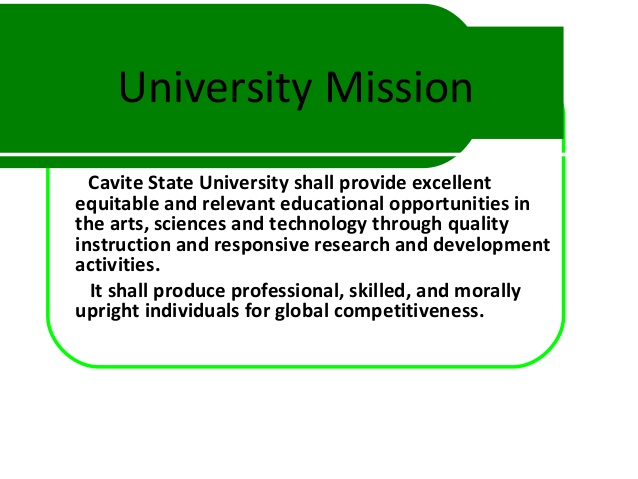 University Mission
Cavite State University shall provide excellent
equitable and relevant educational opportunities in
the arts, sciences and technology through quality
instruction and responsive research and development
activities.
It shall produce professional, skilled, and morally
upright individuals for global competitiveness.